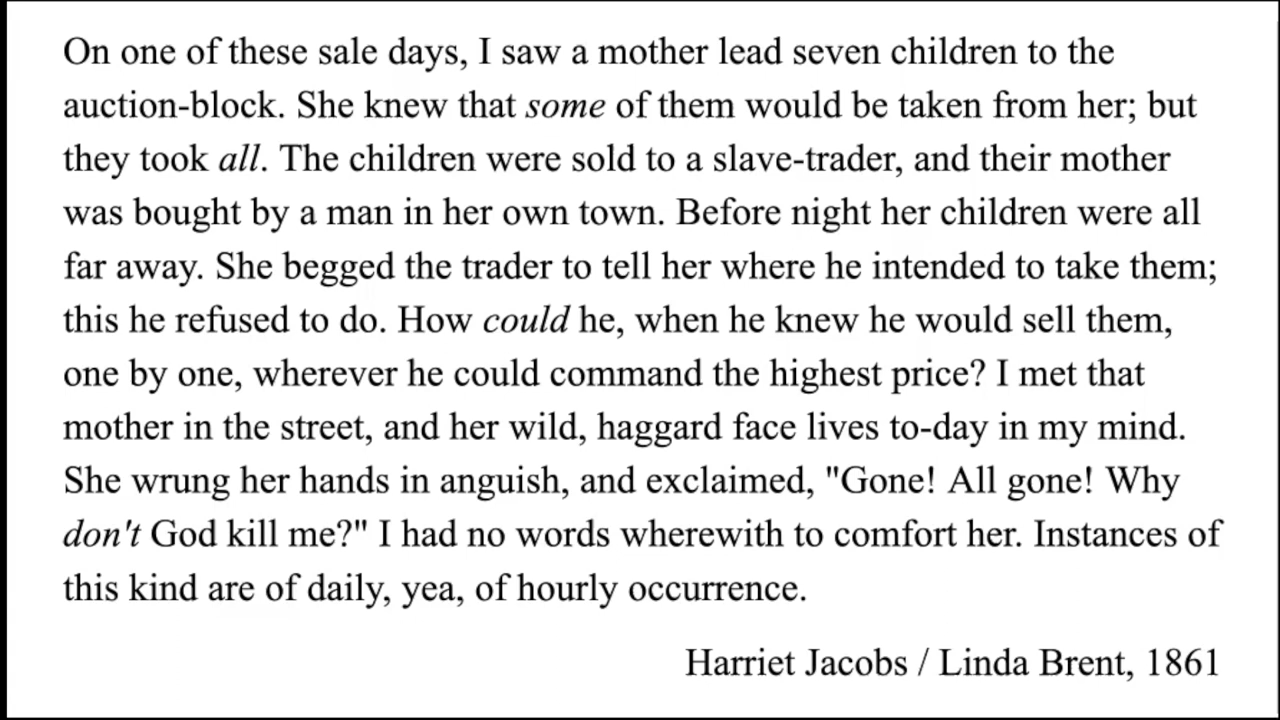 On one of these sale days, I saw a mother lead seven children to the
auction-block. She knew that some of them would be taken from her; but
they took all. The children were sold to a slave-trader, and their mother
was bought by a man in her own town. Before night her children were all
far away. She begged the trader to tell her where he intended to take them;
this he refused to do. How could he, when he knew he would sell them,
one by one, wherever he could command the highest price? I met that
mother in the street, and her wild, haggard face lives to-day in my mind.
She wrung her hands in anguish, and exclaimed, "Gone! All gone! Why
don't God kill me?" I had no words wherewith to comfort her. Instances of
this kind are of daily, yea, of hourly occurrence.
Harriet Jacobs / Linda Brent, 1861